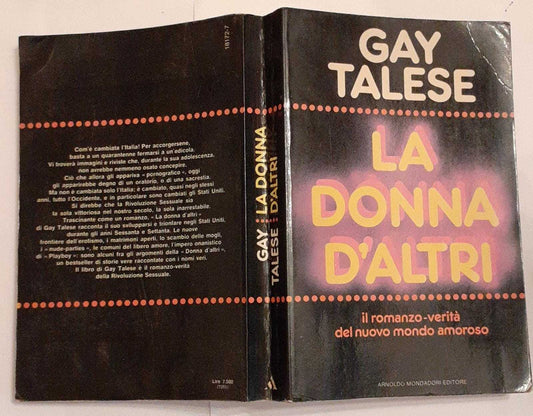 18172-7
Com'è cambiata l'Italia! Per accorgersene,
basta a un quarantenne fermarsi a un'edicola.
Vi troverà immagini e riviste che, durante la sua adolescenza,
non avrebbe nemmeno osato concepire.
Ciò che allora gli appariva « pornografico », oggi
gli apparirebbe degno di un oratorio, e di una sacrestia.
Ma non è cambiata solo l'Italia; è cambiato, quasi negli stessi
anni, tutto l'Occidente, e in particolare sono cambiati gli Stati Uniti.
Si direbbe che la Rivoluzione Sessuale sia
la sola vittoriosa nel nostro secolo, la sola inarrestabile.
Trascinante come un romanzo, « La donna d'altri »
di Gay Talese racconta il suo svilupparsi e trionfare negli Stati Uniti,
durante gli anni Sessanta e Settanta. Le nuove
frontiere dell'erotismo, i matrimoni aperti, lo scambio delle mogli,
i « nude-parties », le comuni del libero amore, l'impero onanistico
di « Playboy »: sono alcuni fra gli argomenti della « Donna d'altri »,
un bestseller di storie vere raccontate con i nomi veri.
Il libro di Gay Talese è il romanzo-verità
della Rivoluzione Sessuale.
Lire 7.500
GAY TALESE
LA DONNA D'ALTRI
GAY
TALESE
LA
DONNA
D'ALTRI
il romanzo-verità
del nuovo mondo amoroso
ARNOLDO MONDADORI EDITORE